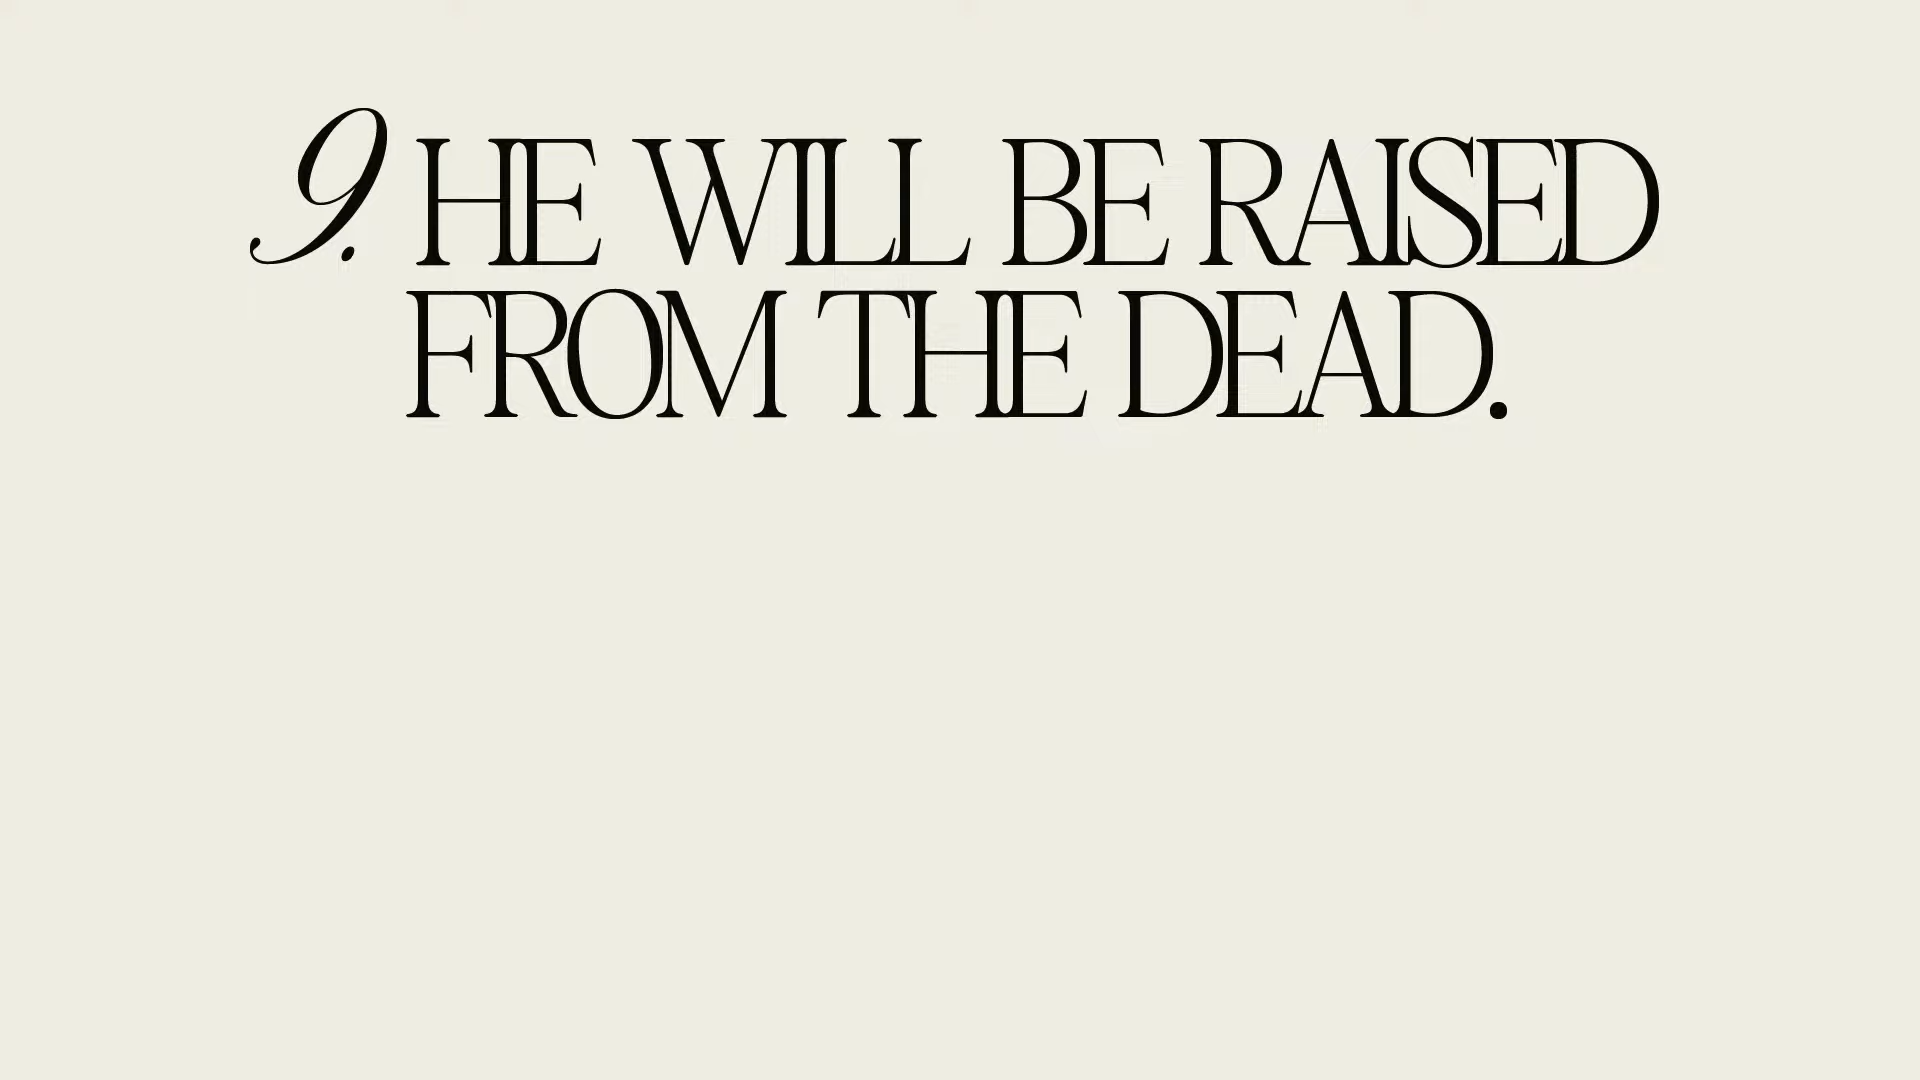 9. HE WILL BE RAISED
FROM THE DEAD.